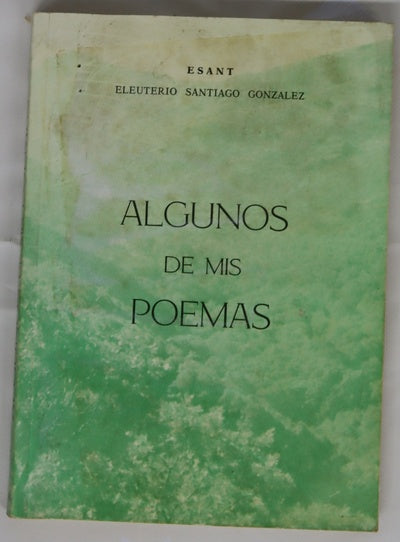 ESANT
ELEUTERIO SANTIAGO GONZALEZ
ALGUNOS
DE MIS
POEMAS